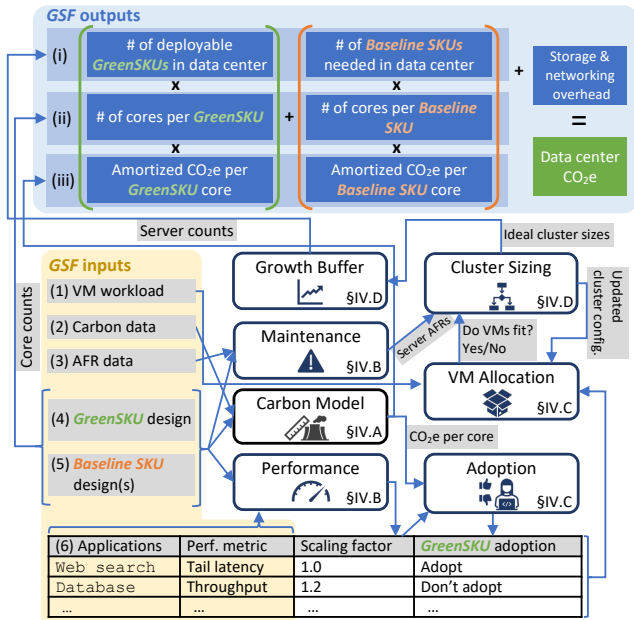 GSF outputs
(i)
# of deployable
GreenSKUs in data center
x
# of Baseline SKUs
needed in data center
x
+
Storage &
networking
overhead
(ii)
# of cores per GreenSKU
x
+
# of cores per Baseline
SKU
x
=
(iii)
Amortized CO2e per
GreenSKU core
Amortized CO2e per
Baseline SKU core
Data center
CO2e
Server counts
Ideal cluster sizes
Core counts
GSF inputs
(1) VM workload
(2) Carbon data
(3) AFR data
(4) GreenSKU design
(5) Baseline SKU
design(s)
Growth Buffer
§IV.D
Cluster Sizing
§IV.D
Updated
cluster config.
Maintenance
§IV.B
Server AFRs
Do VMs fit?
Yes/No
Carbon Model
§IV.A
VM Allocation
§IV.C
CO2e per core
Performance
§IV.B
Adoption
§IV.C
(6) Applications Perf. metric Scaling factor GreenSKU adoption
Web search Tail latency 1.0 Adopt
Database Throughput 1.2 Don't adopt
… … … …